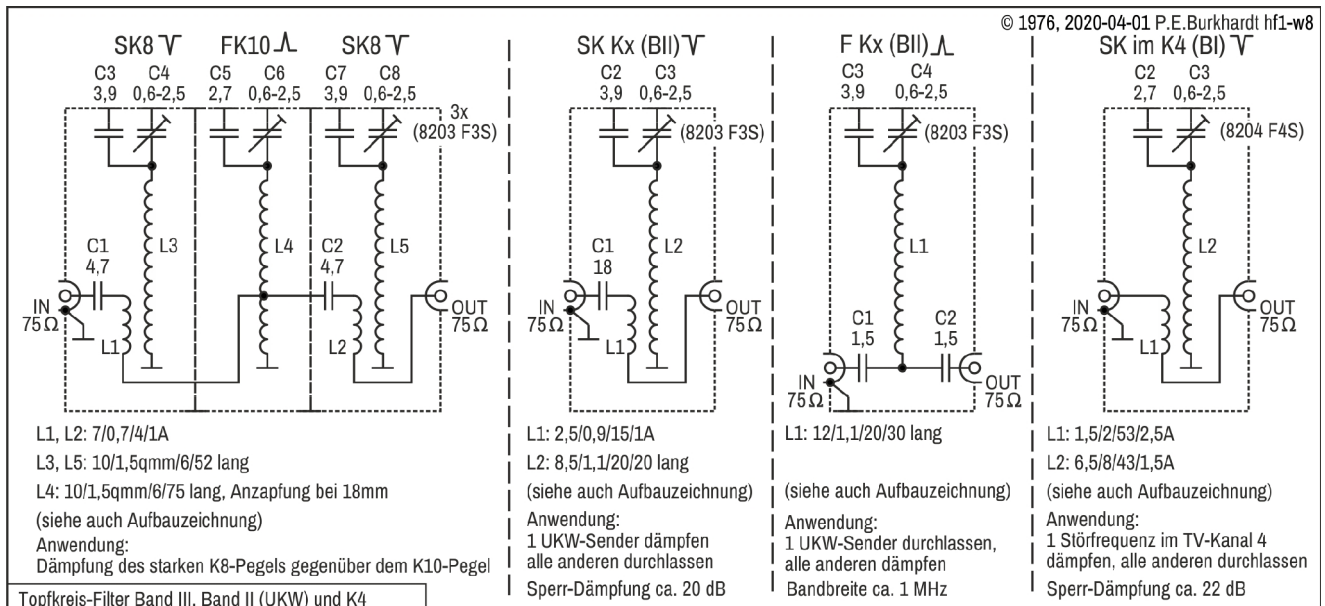 © 1976, 2020-04-01 P.E.Burkhardt hf1-w8
SK8 FK10 SK8
C3 C4 C5 C6 C7 C8
3,9 0,6-2,5 2,7 0,6-2,5 3,9 0,6-2,5
3x
(8203 F3S)
C1
4,7
L3
L4
C2
4,7
L5
IN
75Ω
L1
L2
OUT
75Ω
L1, L2: 7/0,7/4/1A
L3, L5: 10/1,5qmm/6/52 lang
L4: 10/1,5qmm/6/75 lang, Anzapfung bei 18mm
(siehe auch Aufbauzeichnung)
Anwendung:
Dämpfung des starken K8-Pegels gegenüber dem K10-Pegel
Topfkreis-Filter Band III, Band II (UKW) und K4
SK Kx (BII)
C2 C3
3,9 0,6-2,5
(8203 F3S)
C1
18
L2
IN
75Ω
L1
OUT
75Ω
L1: 2,5/0,9/15/1A
L2: 8,5/1,1/20/20 lang
(siehe auch Aufbauzeichnung)
Anwendung:
1 UKW-Sender dämpfen
alle anderen durchlassen
Sperr-Dämpfung ca. 20 dB
F Kx (BII)
C3 C4
3,9 0,6-2,5
(8203 F3S)
L1
C1 C2
1,5 1,5
IN
75Ω
OUT
75Ω
L1: 12/1,1/20/30 lang
(siehe auch Aufbauzeichnung)
Anwendung:
1 UKW-Sender durchlassen,
alle anderen dämpfen
Bandbreite ca. 1 MHz
SK im K4 (BI)
C2 C3
2,7 0,6-2,5
(8204 F4S)
L2
IN
75Ω
L1
OUT
75Ω
L1: 1,5/2/53/2,5A
L2: 6,5/8/43/1,5A
(siehe auch Aufbauzeichnung)
Anwendung:
1 Störfrequenz im TV-Kanal 4
dämpfen, alle anderen durchlassen
Sperr-Dämpfung ca. 22 dB